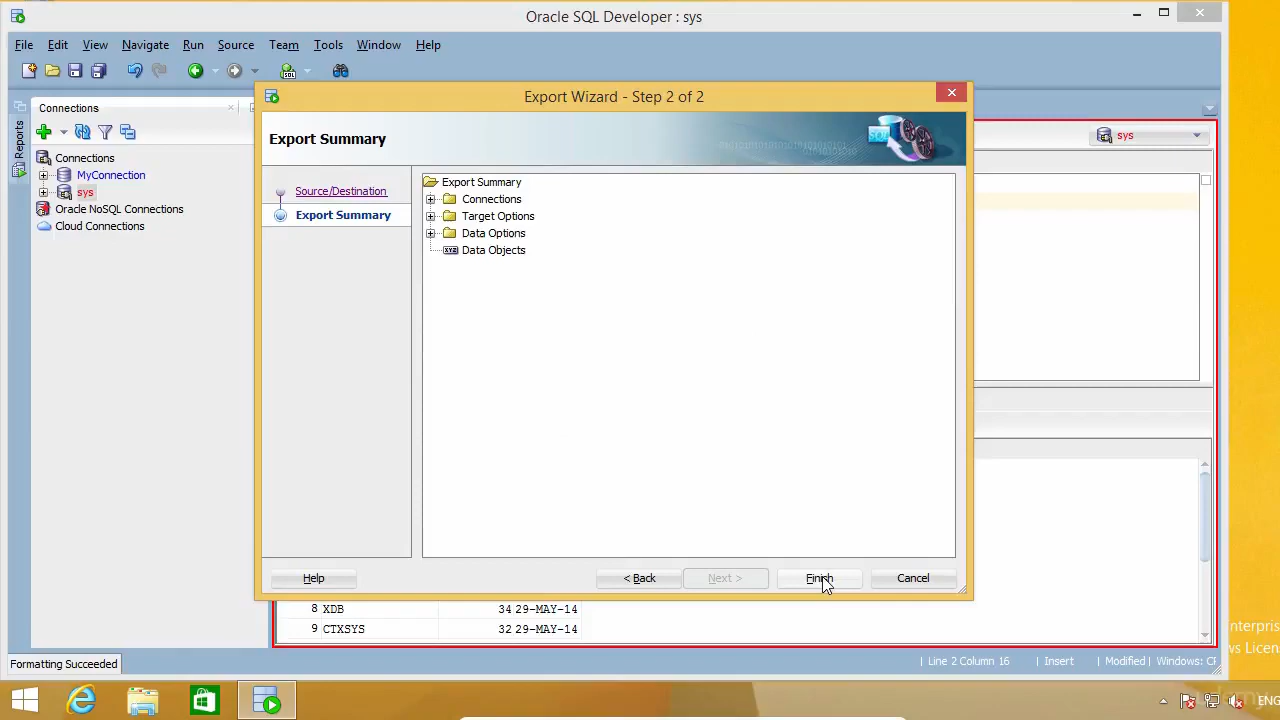 Oracle SQL Developer : sys
File Edit View Navigate Run Source Team Tools Window Help
Connections
Reports
Connections
MyConnection
sys
Oracle NoSQL Connections
Cloud Connections
Export Wizard - Step 2 of 2
Export Summary
Source/Destination
Export Summary
Export Summary
Connections
Target Options
Data Options
Data Objects
Help < Back Next > Finish Cancel
sys
8 XDB 34 29-MAY-14
9 CTXSYS 32 29-MAY-14
Formatting Succeeded
Line 2 Column 16 Insert Modified Windows:
ENG